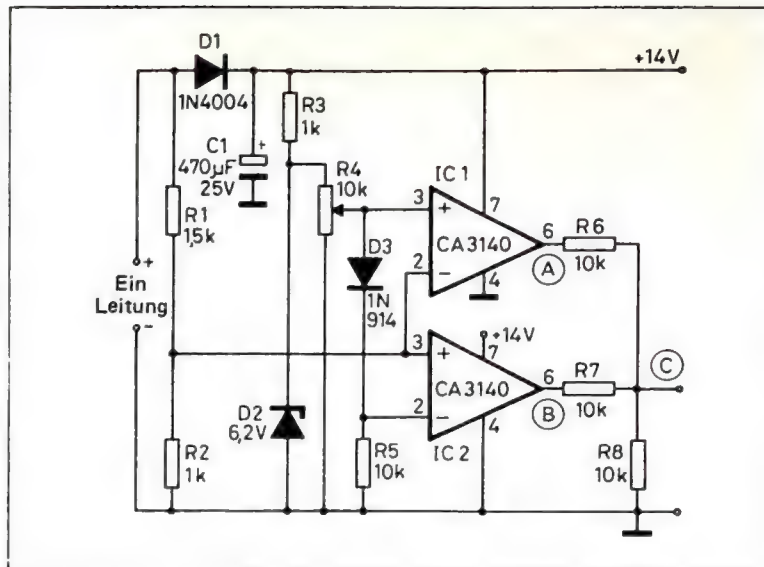 D1
1N4004
+14V
R3
1k
C1
+
470µF
25V
R4
10k
IC 1
3
+
7
CA3140
6
R6
10k
2
-
4
A
R1
1,5k
D3
1N
914
+
Ein
Leitung
-
+14V
3
+
7
CA3140
6
R7
10k
C
2
-
4
B
IC 2
D2
6,2V
R2
1k
R5
10k
R8
10k